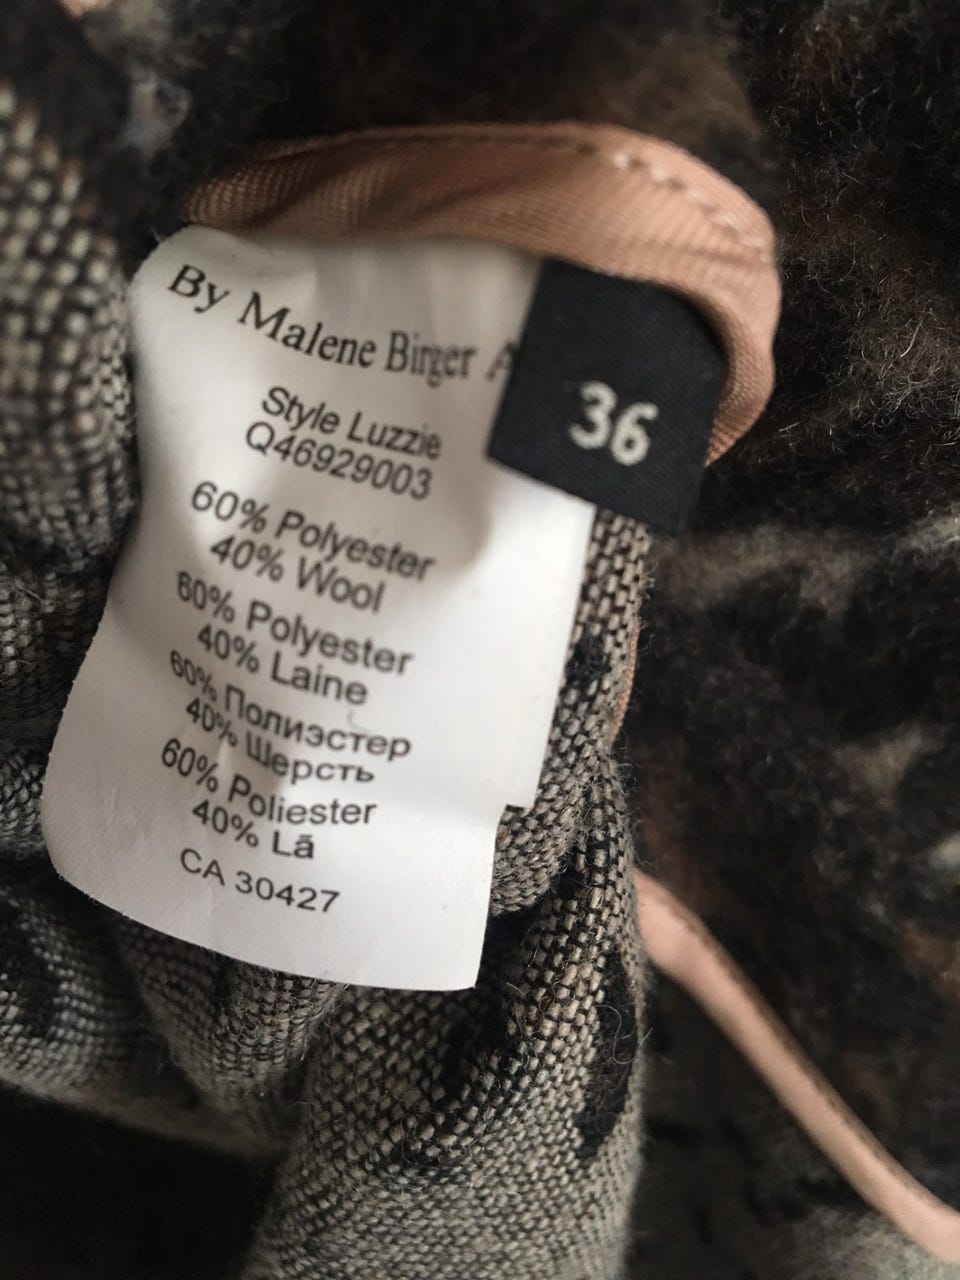 By Malene Birger A
36
Style Luzzie
Q46929003
60% Polyester
40% Wool
60% Polyester
40% Laine
60% Полиэстер
40% Шерсть
60% Poliester
40% Lã
CA 30427